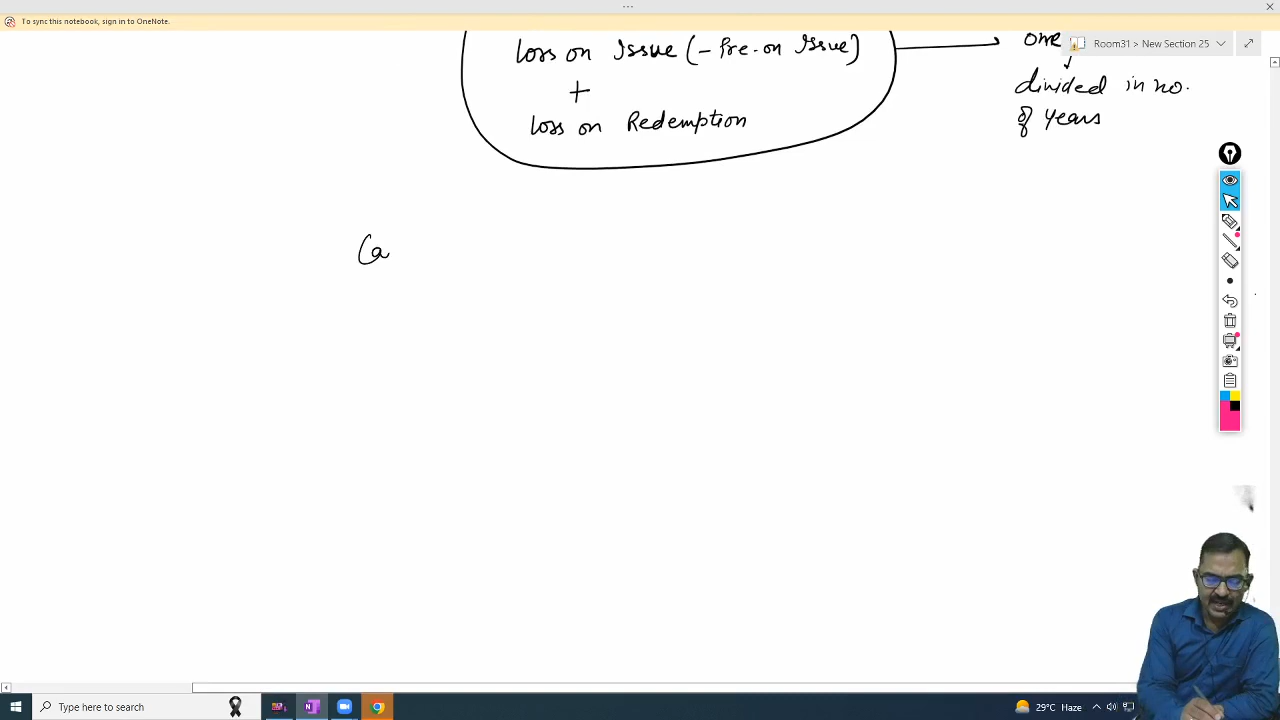 To sync this notebook, sign in to OneNote.
Room31 > New Section 25
loss on Issue (- Pre. on Issue)
+
loss on Redemption
one
divided in no.
of years
(a
Type here to search
29°C Haze